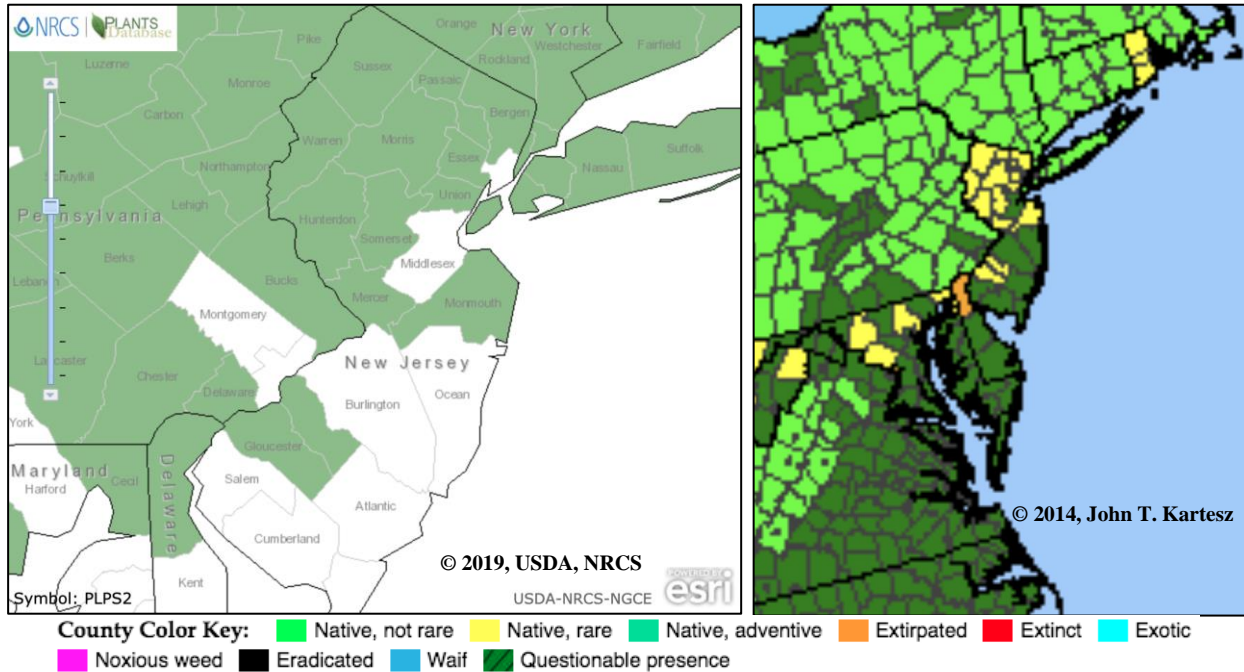 NRCS | PLANTS
Database
Orange
New York
Pike
Westchester
Fairfield
Luzerne
Sussex
Rockland
Passaic
Monroe
Bergen
Carbon
Warren
Morris
Essex
Suffolk
Northampton
Nassau
Schuylkill
Union
Pennsylvania
Lehigh
Hunterdon
Somerset
Middlesex
Berks
Lebanon
Bucks
Mercer
Monmouth
Montgomery
Lancaster
New Jersey
Chester
Delaware
Ocean
Burlington
York
Gloucester
Maryland
Cecil
Delaware
Salem
Harford
Atlantic
Cumberland
© 2019, USDA, NRCS
Kent
POWERED BY
esri
Symbol: PLPS2
USDA-NRCS-NGCE
© 2014, John T. Kartesz
County Color Key: Native, not rare Native, rare Native, adventive Extirpated Extinct Exotic
Noxious weed Eradicated Waif Questionable presence